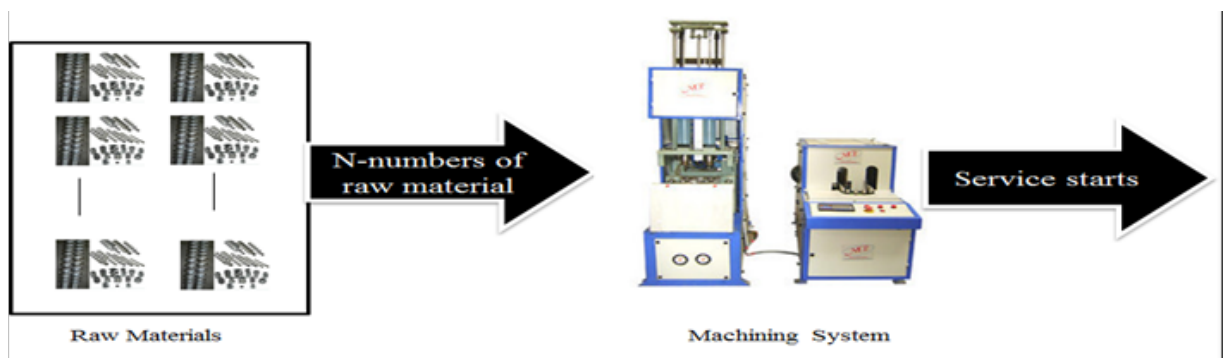 N-numbers of
raw material
Service starts
Raw Materials
Machining System